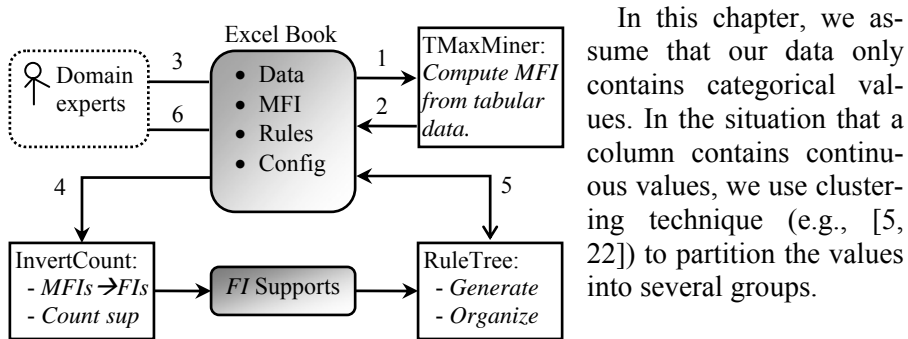 Excel Book
• Data
• MFI
• Rules
• Config
Domain
experts
3
6
1
2
TMaxMiner:
Compute MFI
from tabular
data.
4
5
InvertCount:
- MFIs→FIs
- Count sup
FI Supports
RuleTree:
- Generate
- Organize
In this chapter, we as-
sume that our data only
contains categorical val-
ues. In the situation that a
column contains continu-
ous values, we use cluster-
ing technique (e.g., [5,
22]) to partition the values
into several groups.